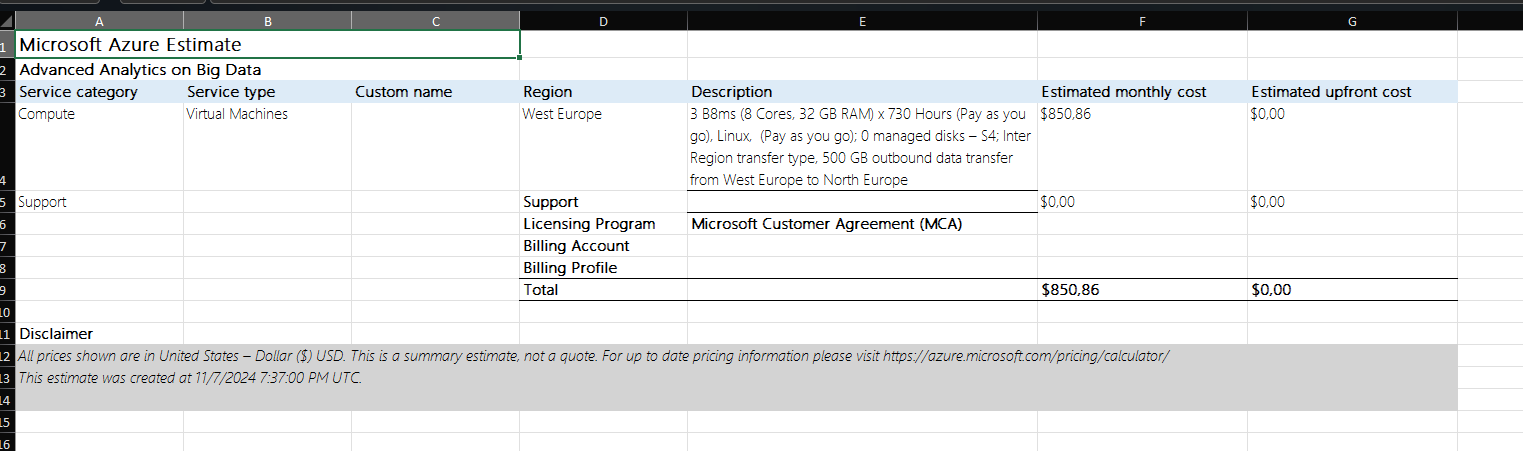 A B C D E F G
1 Microsoft Azure Estimate
2 Advanced Analytics on Big Data
3 Service category Service type Custom name Region Description Estimated monthly cost Estimated upfront cost
Compute Virtual Machines West Europe 3 B8ms (8 Cores, 32 GB RAM) x 730 Hours (Pay as you $850,86 $0,00
go), Linux, (Pay as you go); 0 managed disks – S4; Inter
Region transfer type, 500 GB outbound data transfer
4 from West Europe to North Europe
5 Support Support $0,00 $0,00
6 Licensing Program Microsoft Customer Agreement (MCA)
7 Billing Account
8 Billing Profile
9 Total $850,86 $0,00
10
11 Disclaimer
12 All prices shown are in United States – Dollar ($) USD. This is a summary estimate, not a quote. For up to date pricing information please visit https://azure.microsoft.com/pricing/calculator/
13 This estimate was created at 11/7/2024 7:37:00 PM UTC.
14
15
16